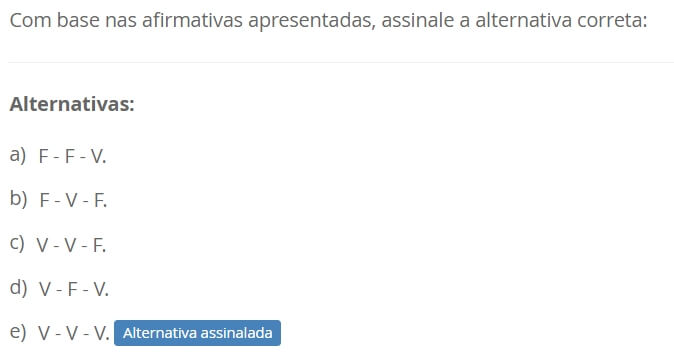 Com base nas afirmativas apresentadas, assinale a alternativa correta:
Alternativas:
a) F - F - V.
b) F - V - F.
c) V - V - F.
d) V - F - V.
e) V - V - V. Alternativa assinalada